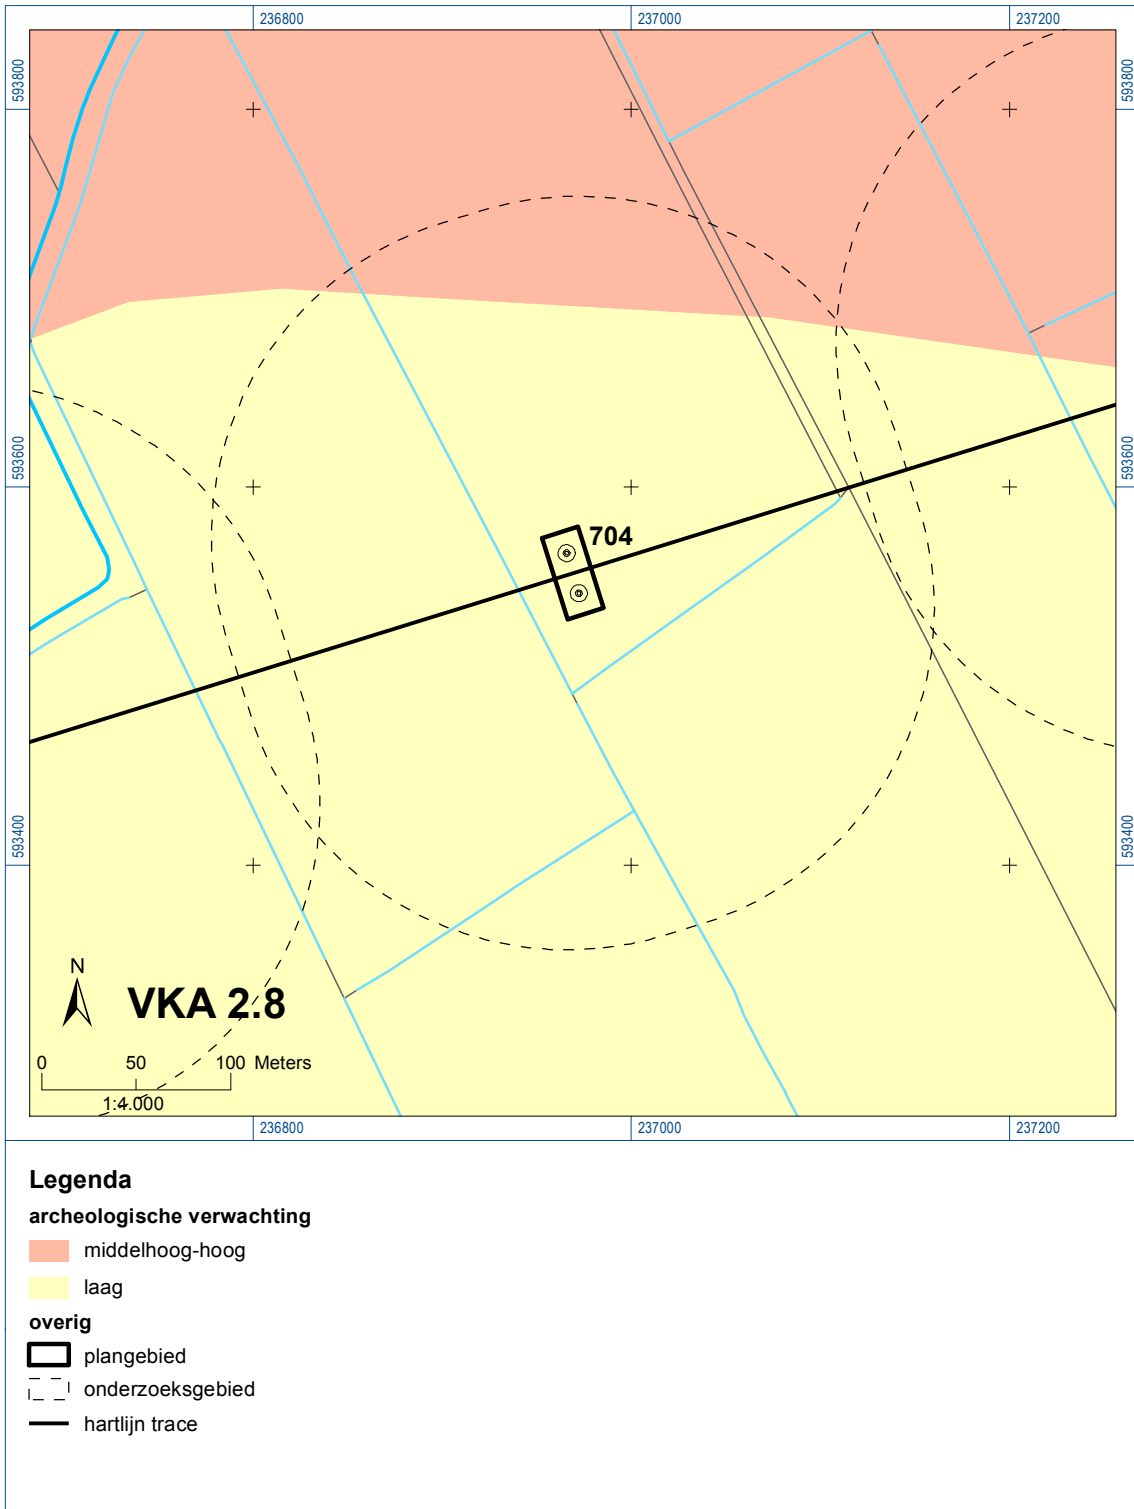 236800 237000 237200
593800 593800
593600 593600
704
593400 593400
N
VKA 2.8
0 50 100 Meters
1:4.000
236800 237000 237200
Legenda
archeologische verwachting
middelhoog-hoog
laag
overig
plangebied
onderzoeksgebied
hartlijn trace